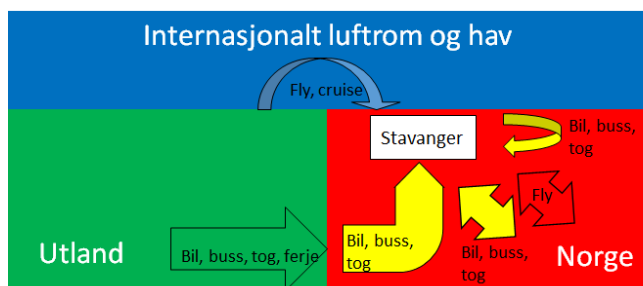 Internasjonalt luftrom og hav
Fly, cruise
Stavanger
Bil, buss,
tog
Fly
Utland
Bil, buss, tog, ferje
Bil, buss,
tog
Bil, buss,
tog
Norge